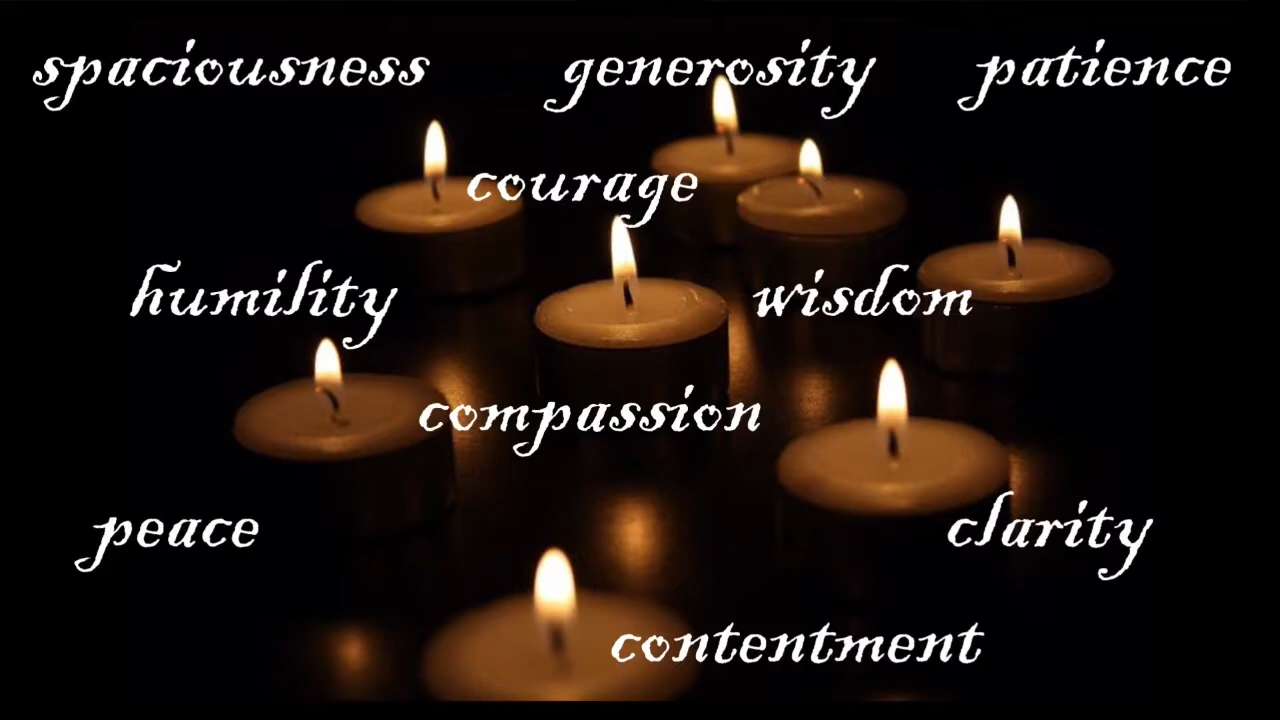 spaciousness generosity patience
courage
humility wisdom
compassion
peace clarity
contentment